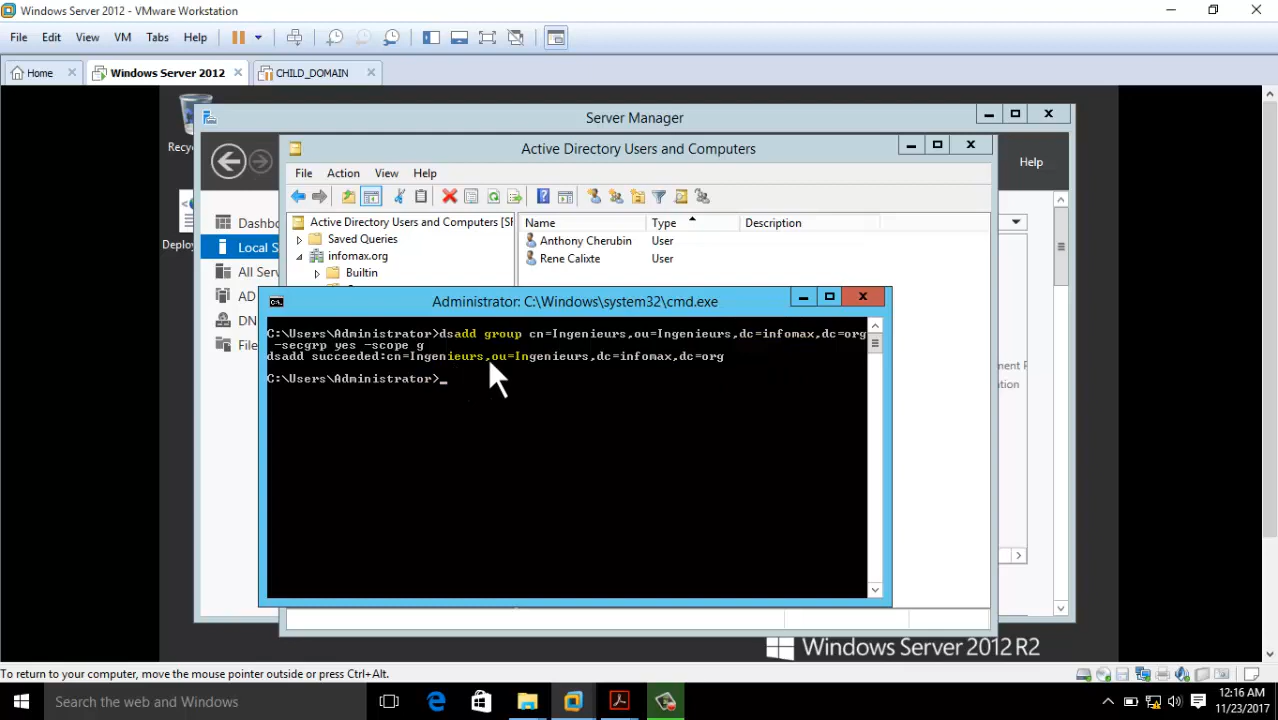 Windows Server 2012 - VMware Workstation
File Edit View VM Tabs Help
Home Windows Server 2012 CHILD_DOMAIN
Server Manager
Recy
Active Directory Users and Computers
Help
File Action View Help
Deploy
Dashbo
Local S
All Serv
AD
DN
File
Active Directory Users and Computers [SR
Saved Queries
infomax.org
Builtin
Name Type Description
Anthony Cherubin User
Rene Calixte User
Administrator: C:\Windows\system32\cmd.exe
C:\Users\Administrator>dsadd group cn=Ingenieurs,ou=Ingenieurs,dc=infomax,dc=org
-secgrp yes -scope g
dsadd succeeded:cn=Ingenieurs,ou=Ingenieurs,dc=infomax,dc=org
C:\Users\Administrator>_
ment F
ation
Windows Server 2012 R2
To return to your computer, move the mouse pointer outside or press Ctrl+Alt.
Search the web and Windows
12:16 AM
11/23/2017